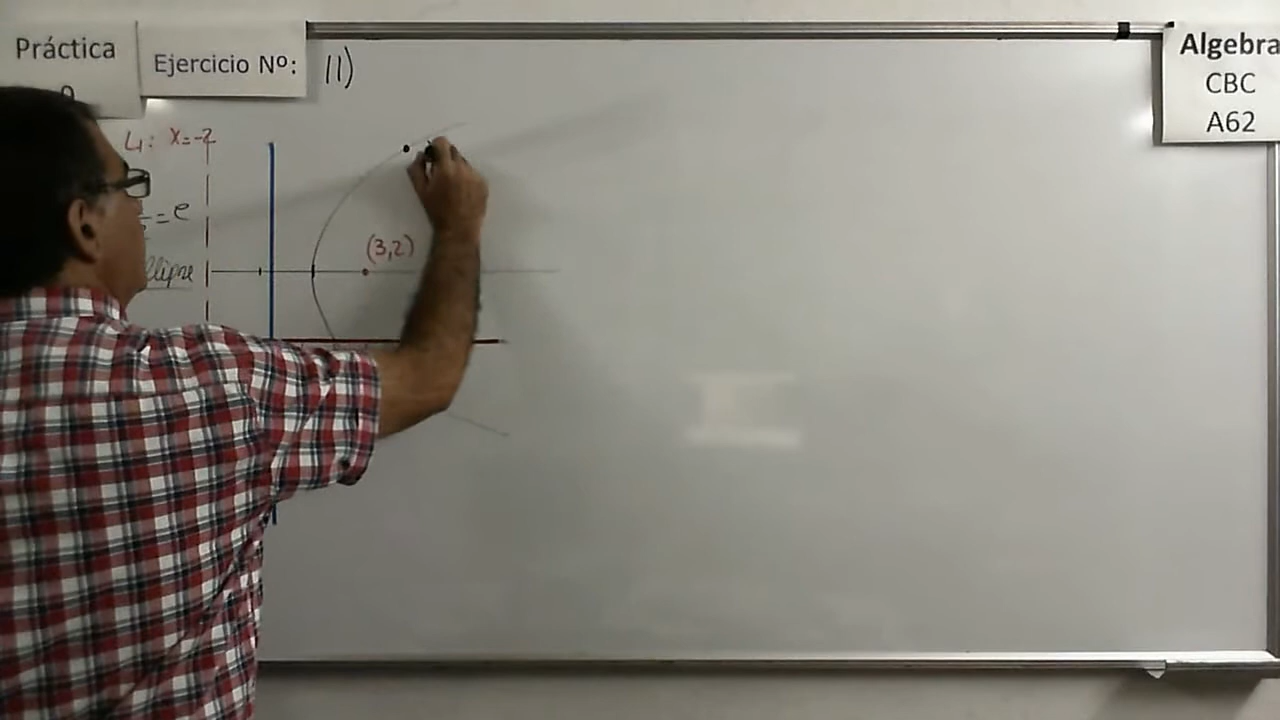 Práctica
Ejercicio Nº: 11)
Algebra
CBC
A62
L1: x=-2
=e
(3,2)